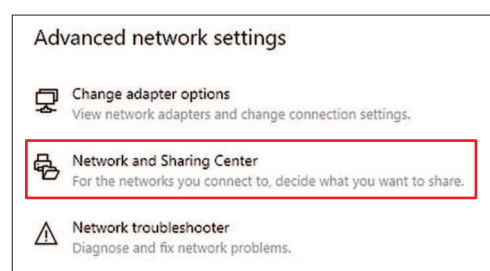 Advanced network settings
Change adapter options
View network adapters and change connection settings.
Network and Sharing Center
For the networks you connect to, decide what you want to share.
Network troubleshooter
Diagnose and fix network problems.